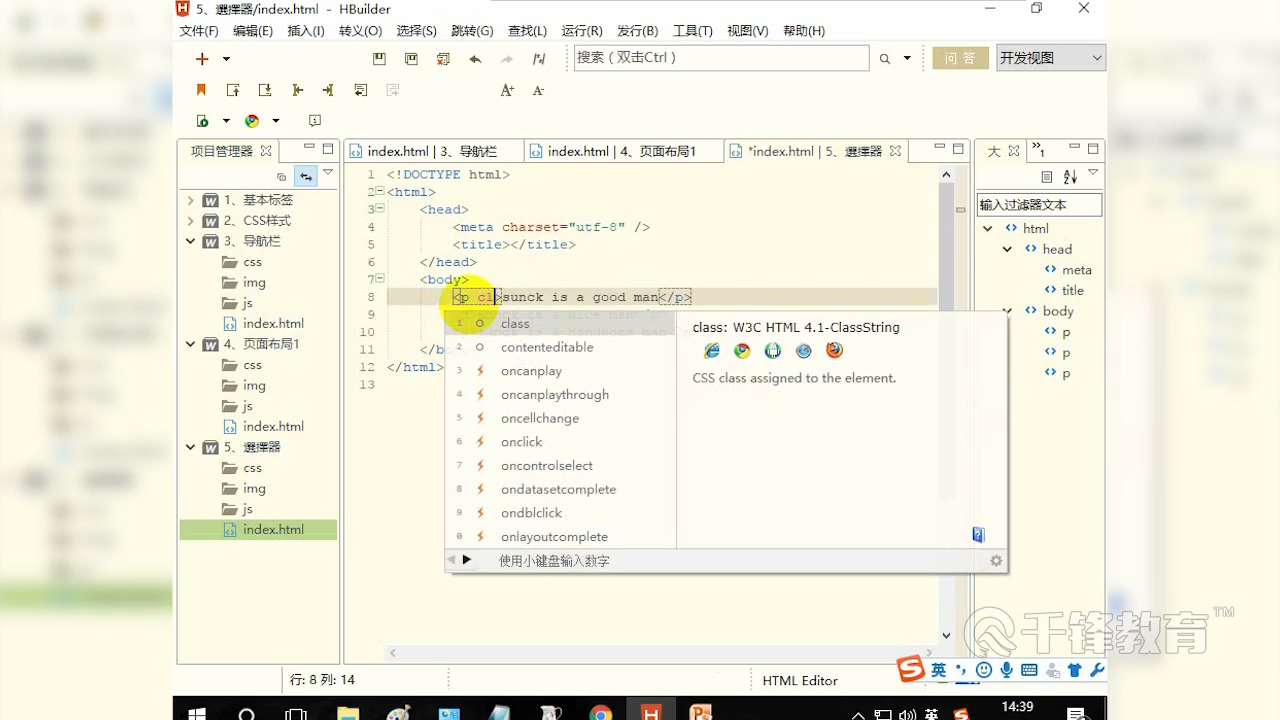 5、選擇器/index.html - HBuilder
文件(F) 编辑(E) 插入(I) 转义(O) 选择(S) 跳转(G) 查找(L) 运行(R) 发行(B) 工具(T) 视图(V) 帮助(H)
搜索（双击Ctrl） 问 答 开发视图
A+ A-
项目管理器 index.html | 3、导航栏 index.html | 4、页面布局1 *index.html | 5、選擇器 大 »1
1、基本标签
2、CSS样式
3、导航栏
css
img
js
index.html
4、页面布局1
css
img
js
index.html
5、選擇器
css
img
js
index.html
1 <!DOCTYPE html>
2 <html>
3 <head>
4 <meta charset="utf-8" />
5 <title></title>
6 </head>
7 <body>
8 <p cl>sunck is a good man</p>
9
10
11 </bo
12 </html>
13
1 class
2 contenteditable
3 oncanplay
4 oncanplaythrough
5 oncellchange
6 onclick
7 oncontrolselect
8 ondatasetcomplete
9 ondblclick
0 onlayoutcomplete
使用小键盘输入数字
class: W3C HTML 4.1-ClassString
CSS class assigned to the element.
输入过滤器文本
html
head
meta
title
body
p
p
p
千锋教育™
英
行: 8 列: 14 HTML Editor
英 14:39